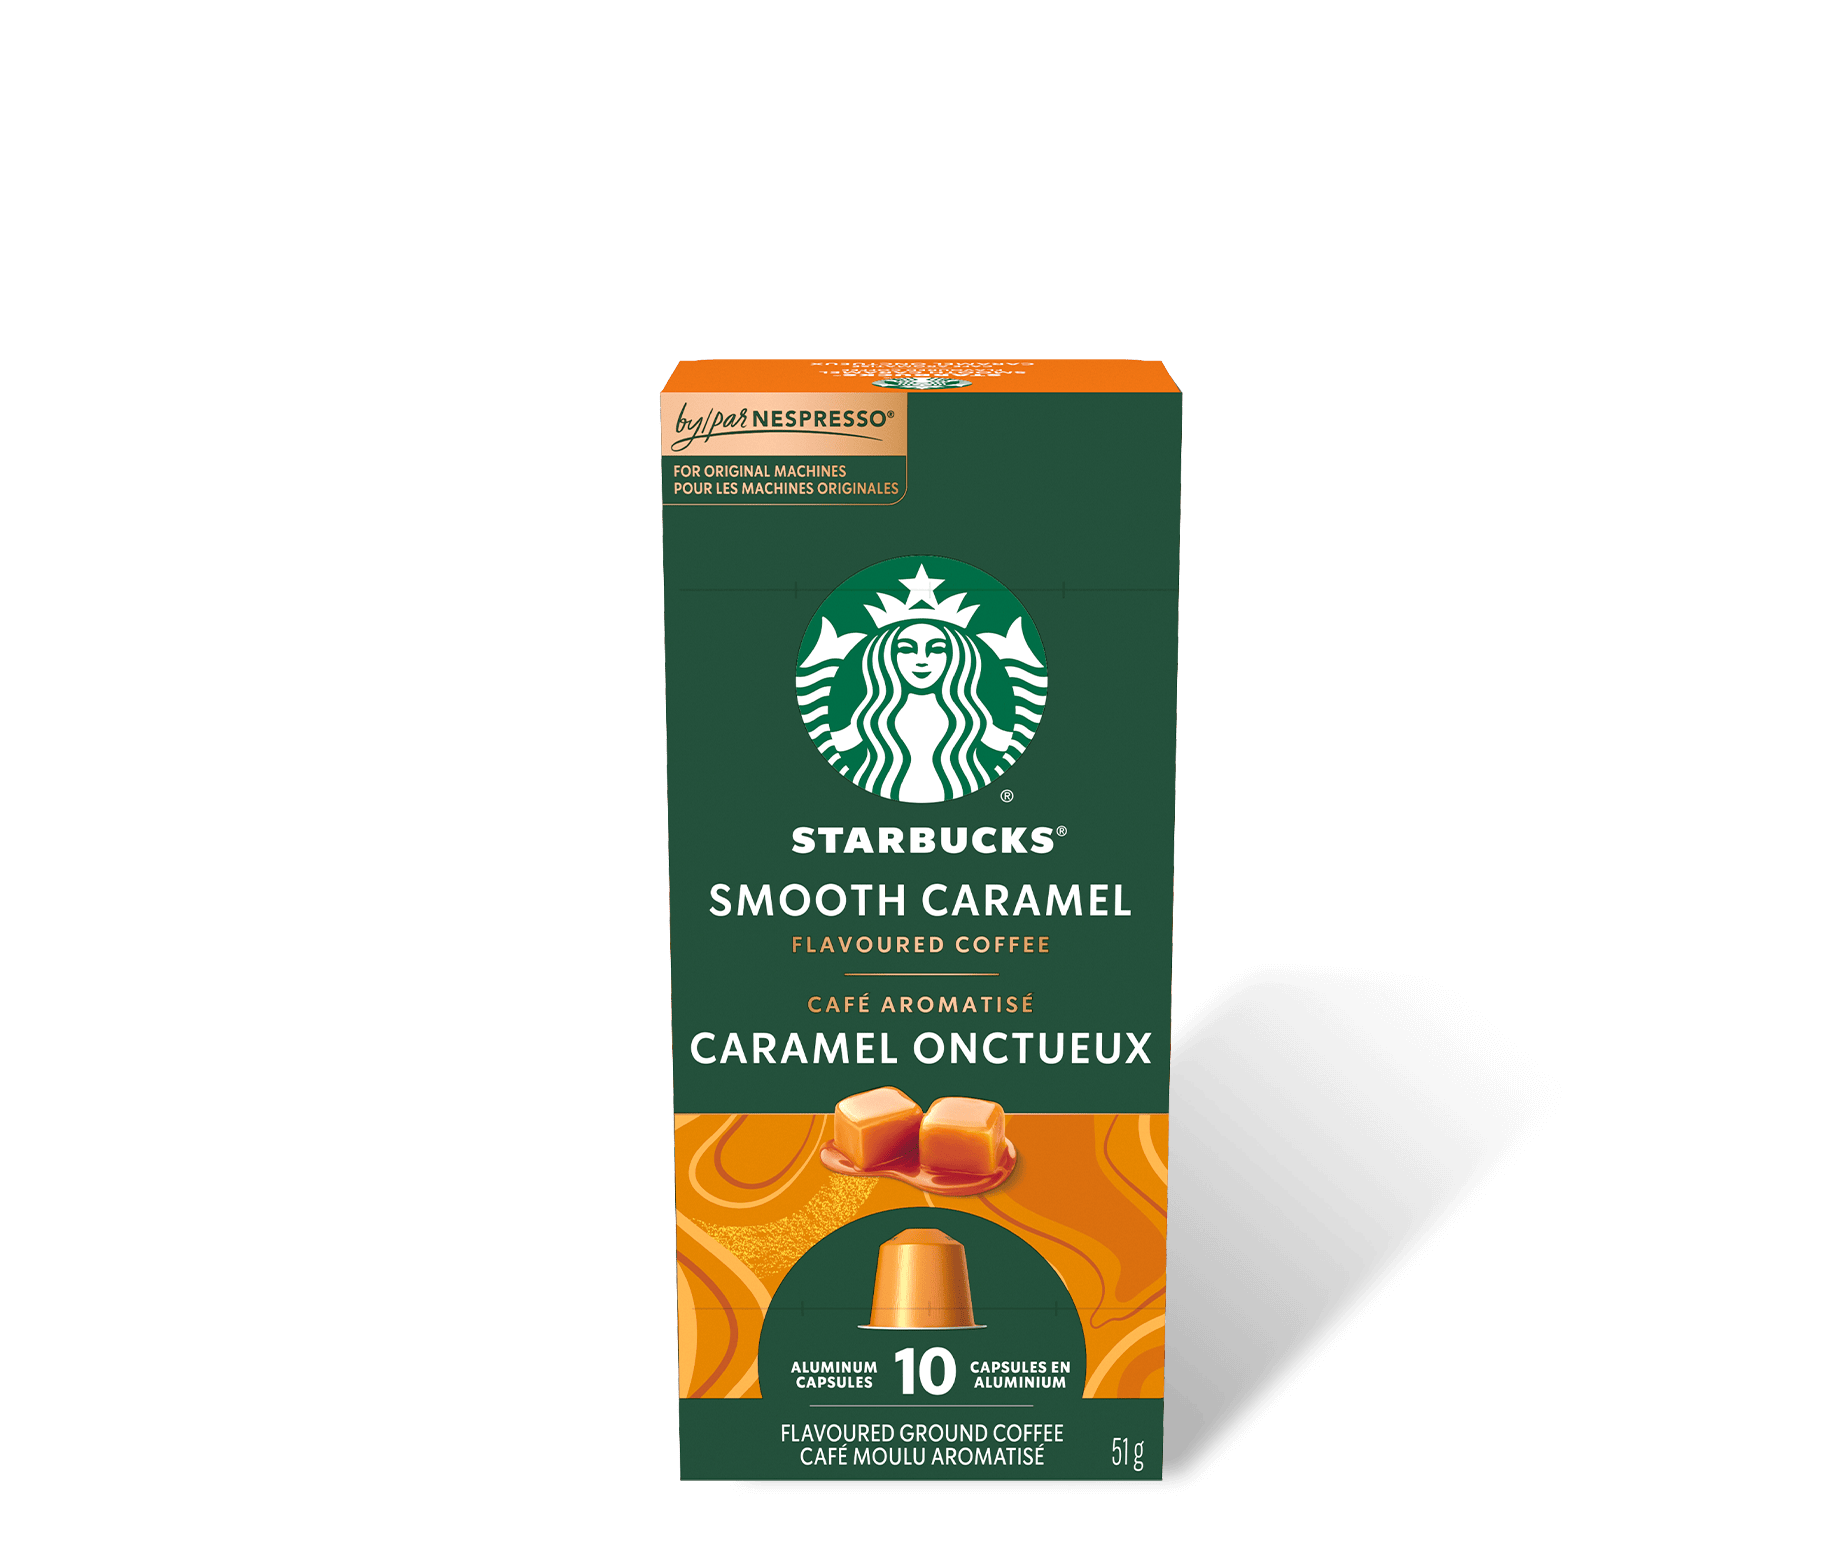 by/par NESPRESSO®
FOR ORIGINAL MACHINES
POUR LES MACHINES ORIGINALES
®
STARBUCKS®
SMOOTH CARAMEL
FLAVOURED COFFEE
CAFÉ AROMATISÉ
CARAMEL ONCTUEUX
ALUMINUM CAPSULES
10
CAPSULES EN ALUMINIUM
FLAVOURED GROUND COFFEE
CAFÉ MOULU AROMATISÉ
51 g